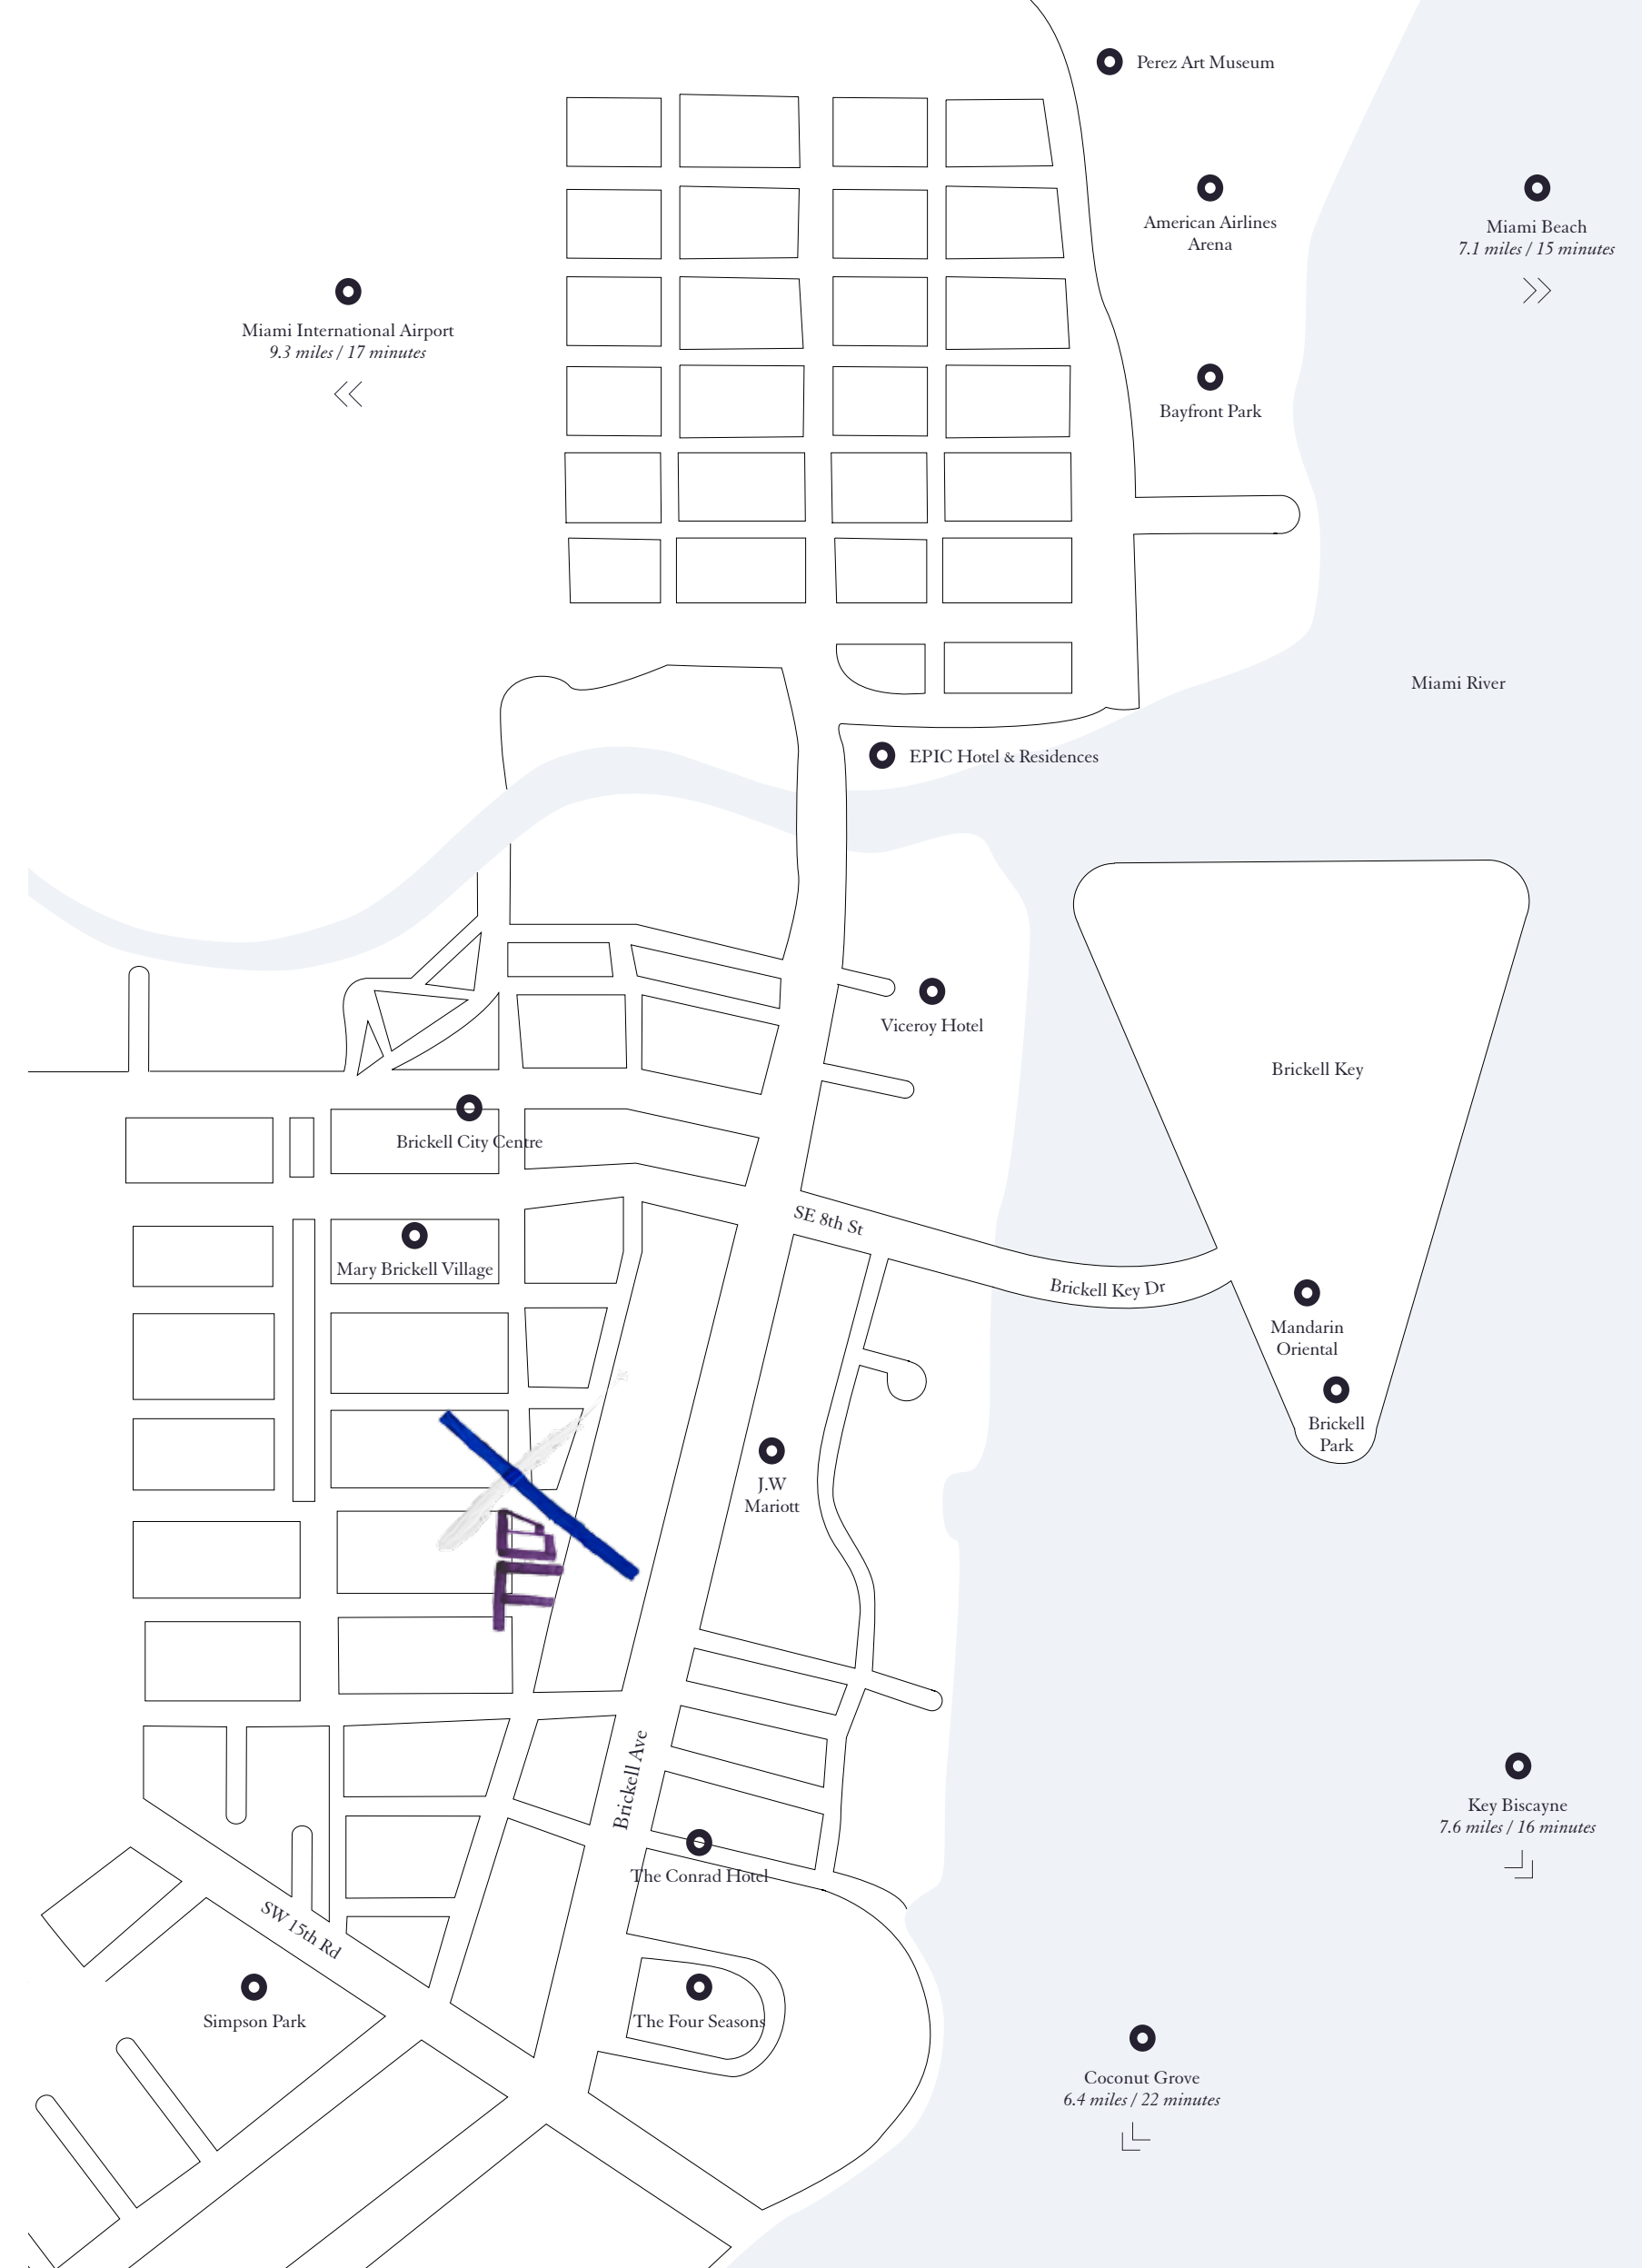 Perez Art Museum
American Airlines
Arena
Miami Beach
7.1 miles / 15 minutes
Miami International Airport
9.3 miles / 17 minutes
Bayfront Park
Miami River
EPIC Hotel & Residences
Viceroy Hotel
Brickell Key
Brickell City Centre
SE 8th St
Mary Brickell Village
Brickell Key Dr
Mandarin
Oriental
Brickell
Park
J.W
Mariott
Brickell Ave
Key Biscayne
7.6 miles / 16 minutes
The Conrad Hotel
SW 15th Rd
Simpson Park
The Four Seasons
Coconut Grove
6.4 miles / 22 minutes